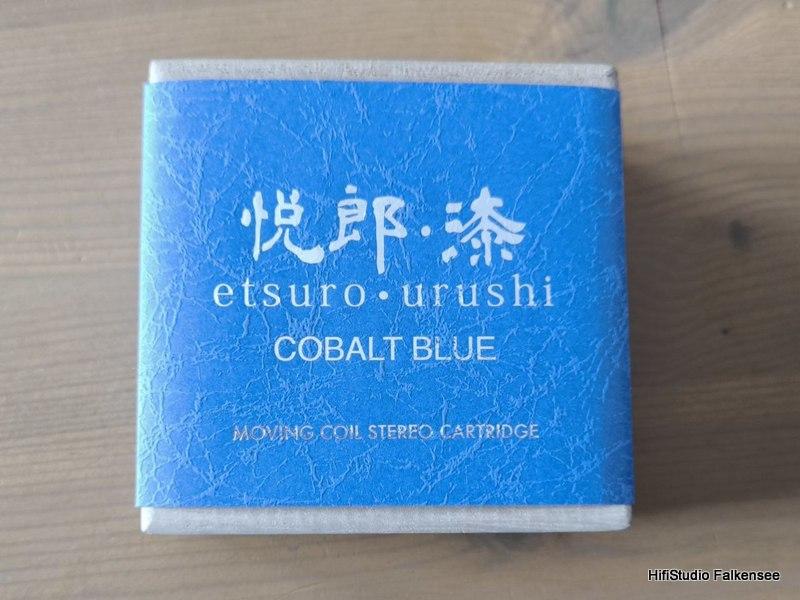 悦郎・漆
etsuro・urushi
COBALT BLUE
MOVING COIL STEREO CARTRIDGE
HifiStudio Falkensee